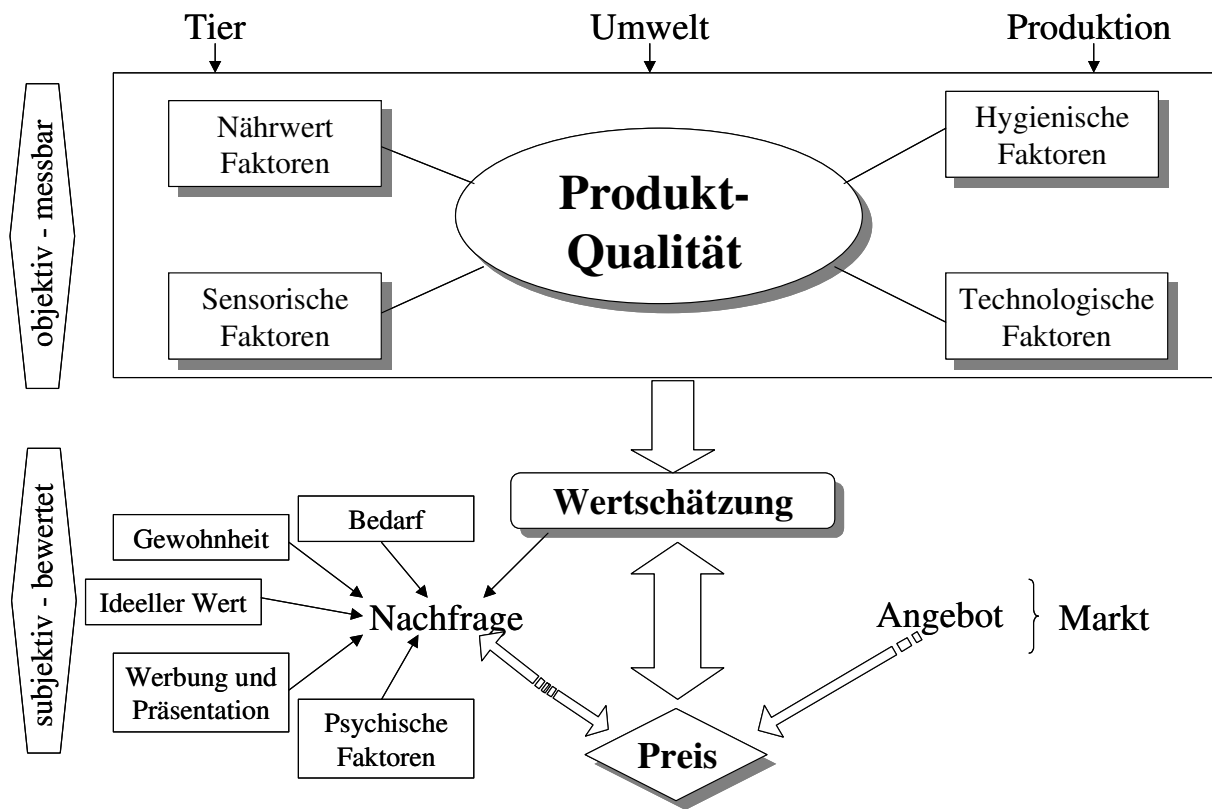 Tier
Umwelt
Produktion
objektiv - messbar
Nährwert
Faktoren
Hygienische
Faktoren
Produkt-
Qualität
Sensorische
Faktoren
Technologische
Faktoren
subjektiv - bewertet
Wertschätzung
Bedarf
Gewohnheit
Ideeller Wert
Nachfrage
Angebot
Markt
Werbung und
Präsentation
Psychische
Faktoren
Preis